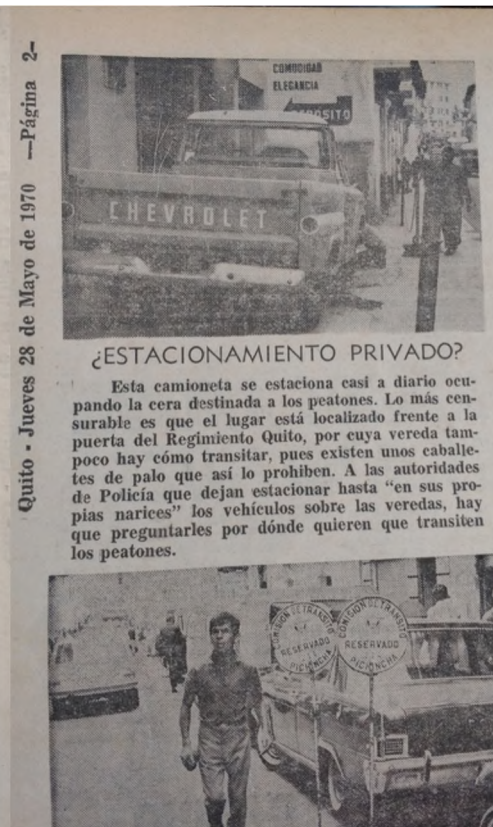 Quito - Jueves 28 de Mayo de 1970 —Página 2—
COMODIDAD
ELEGANCIA
DEPOSITO
CHEVROLET
¿ESTACIONAMIENTO PRIVADO?
Esta camioneta se estaciona casi a diario ocu-
pando la cera destinada a los peatones. Lo más cen-
surable es que el lugar está localizado frente a la
puerta del Regimiento Quito, por cuya vereda tam-
poco hay cómo transitar, pues existen unos caballe-
tes de palo que así lo prohiben. A las autoridades
de Policía que dejan estacionar hasta "en sus pro-
pias narices" los vehículos sobre las veredas, hay
que preguntarles por dónde quieren que transiten
los peatones.
COMISION DE TRANSITO
RESERVADO
PICHINCHA
COMISION DE TRANSITO
RESERVADO
PICHINCHA